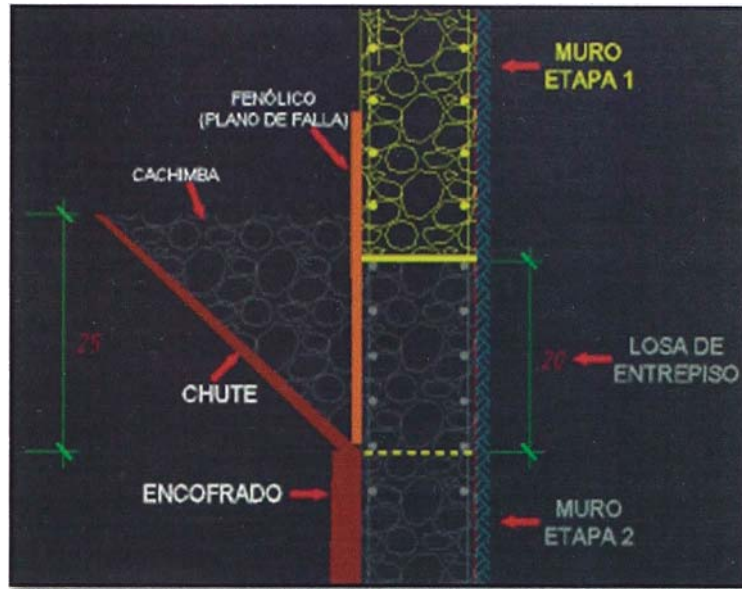 MURO
ETAPA 1
FENÓLICO
(PLANO DE FALLA)
CACHIMBA
.25
.20
LOSA DE
ENTREPISO
CHUTE
ENCOFRADO
MURO
ETAPA 2